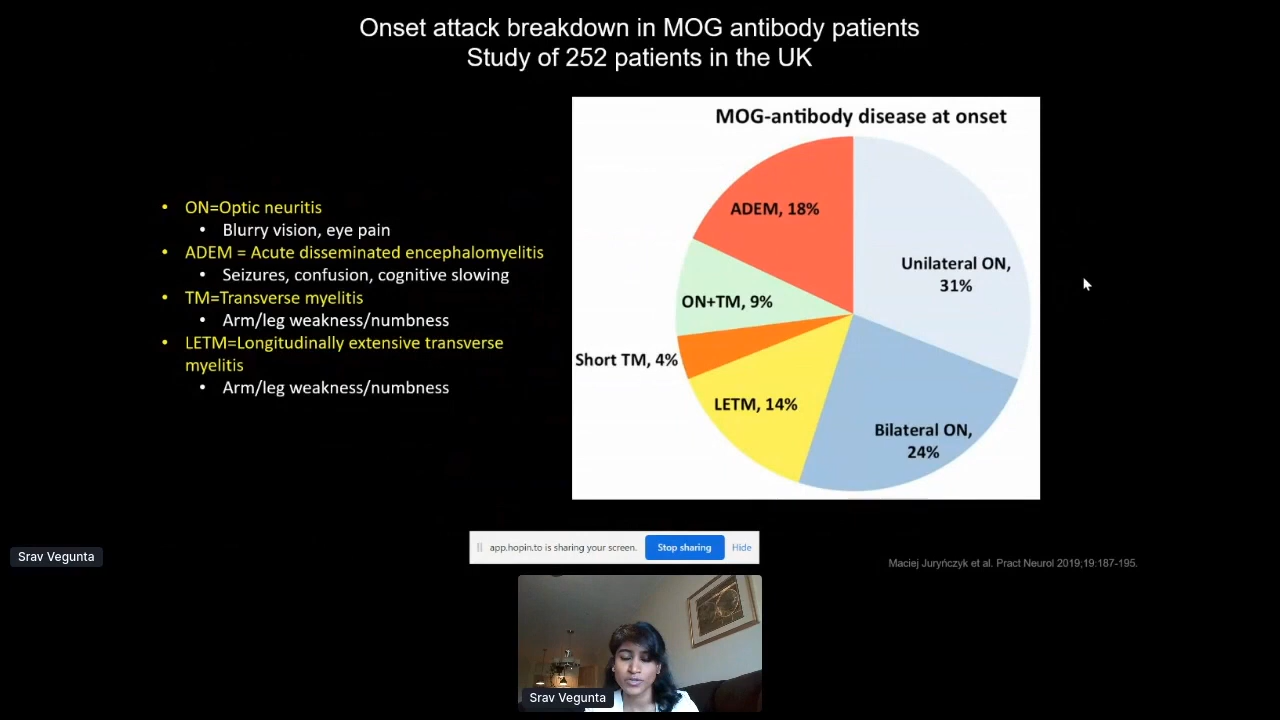 Onset attack breakdown in MOG antibody patients
Study of 252 patients in the UK
• ON=Optic neuritis
• Blurry vision, eye pain
• ADEM = Acute disseminated encephalomyelitis
• Seizures, confusion, cognitive slowing
• TM=Transverse myelitis
• Arm/leg weakness/numbness
• LETM=Longitudinally extensive transverse
myelitis
• Arm/leg weakness/numbness
MOG-antibody disease at onset
ADEM, 18%
Unilateral ON,
31%
ON+TM, 9%
Short TM, 4%
LETM, 14%
Bilateral ON,
24%
Srav Vegunta
app.hopin.to is sharing your screen.
Stop sharing
Hide
Maciej Juryńczyk et al. Pract Neurol 2019;19:187-195.
Srav Vegunta